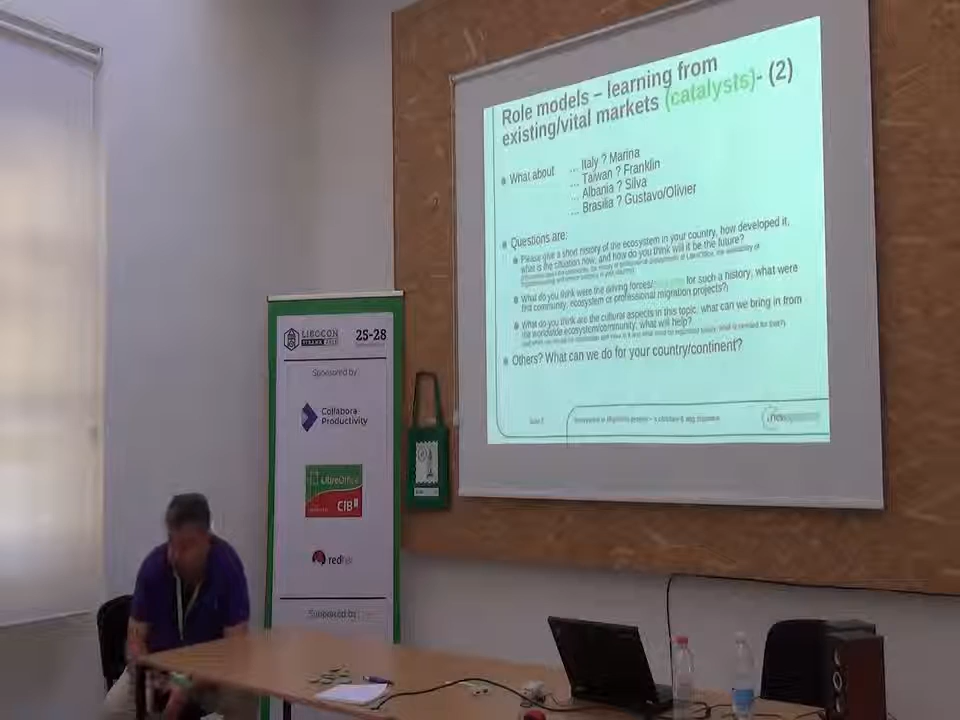 Role models – learning from
existing/vital markets (catalysts)- (2)
What about
... Italy ? Marina
... Taiwan ? Franklin
... Albania ? Silva
... Brasilia ? Gustavo/Olivier
Questions are:
Please give a short history of the ecosystem in your country, how developed it,
what is the situation now, and how do you think will it be the future?
What do you think were the driving forces/ for such a history, what were
first community, ecosystem or professional migration projects?
What do you think are the cultural aspects in this topic, what can we bring in from
the worldwide ecosystem/community, what will help?
Others? What can we do for your country/continent?
LIBOCON
25-28
Sponsored by
Collabora
Productivity
LibreOffice
CIB
red
Supported by